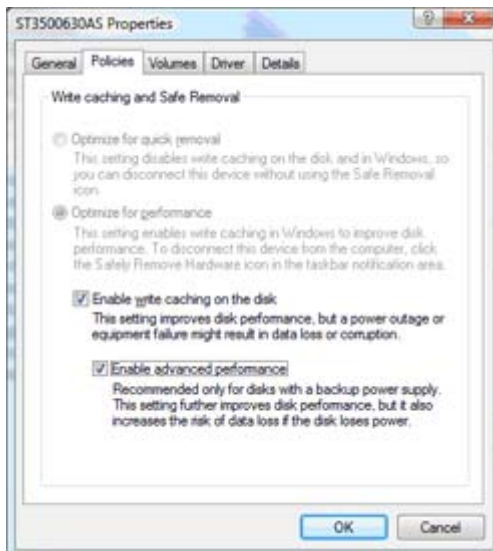 ST3500630AS Properties
General Policies Volumes Driver Details
Write caching and Safe Removal
Optimize for quick removal
This setting disables write caching on the disk and in Windows, so
you can disconnect this device without using the Safe Removal
icon.
Optimize for performance
This setting enables write caching in Windows to improve disk
performance. To disconnect this device from the computer, click
the Safely Remove Hardware icon in the taskbar notification area.
Enable write caching on the disk
This setting improves disk performance, but a power outage or
equipment failure might result in data loss or corruption.
Enable advanced performance
Recommended only for disks with a backup power supply.
This setting further improves disk performance, but it also
increases the risk of data loss if the disk loses power.
OK Cancel